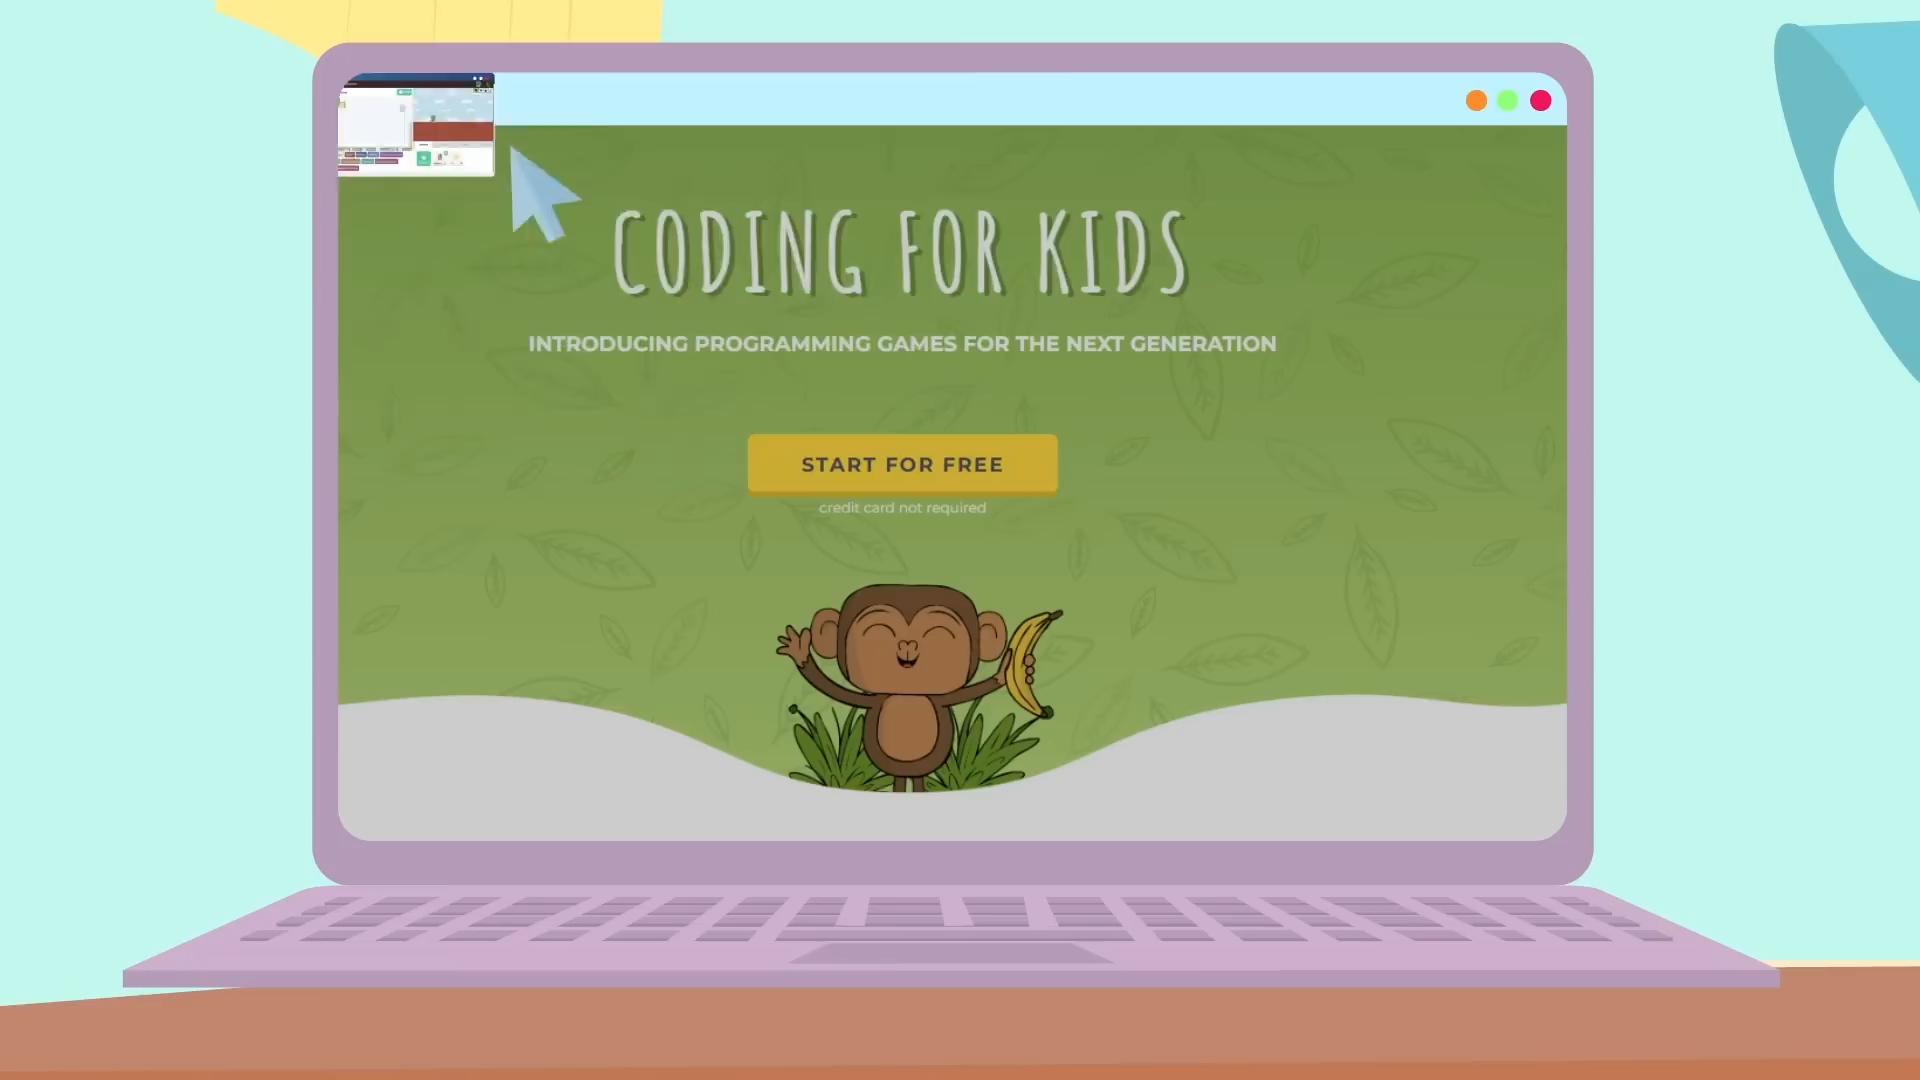 CODING FOR KIDS
INTRODUCING PROGRAMMING GAMES FOR THE NEXT GENERATION
START FOR FREE
credit card not required